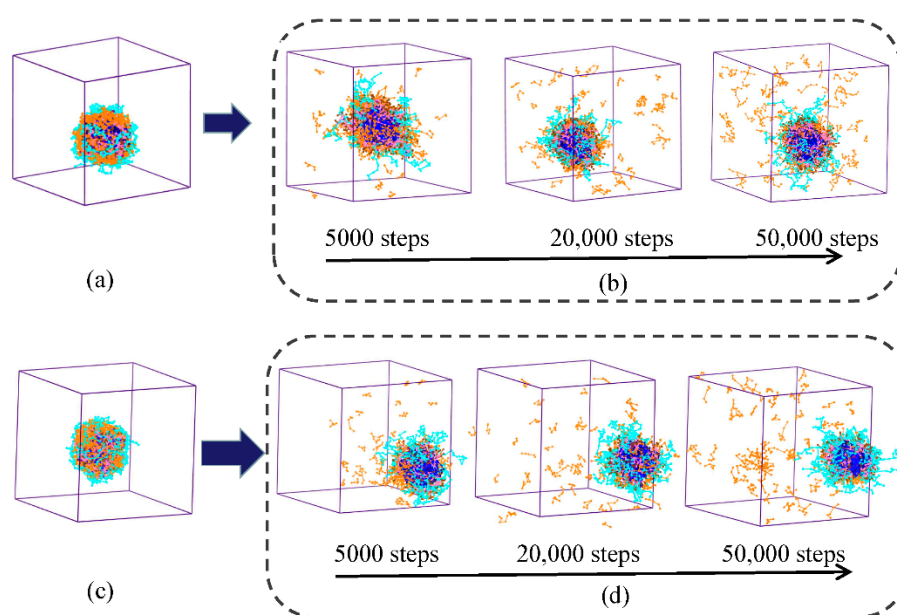 5000 steps
20,000 steps
50,000 steps
(a)
(b)
5000 steps
20,000 steps
50,000 steps
(c)
(d)